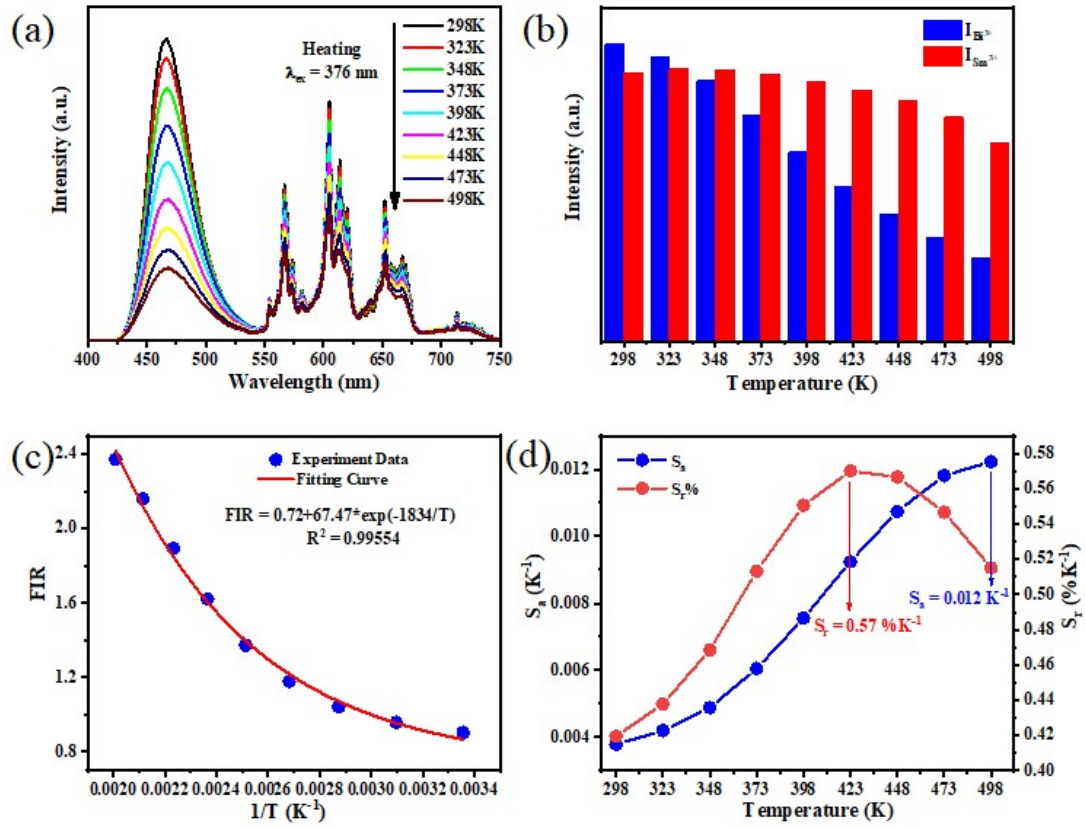 (a)
Heating
λex = 376 nm
298K
323K
348K
373K
398K
423K
448K
473K
498K
Intensity (a.u.)
400 450 500 550 600 650 700 750
Wavelength (nm)
(b)
I Bi³⁺
I Sm³⁺
Intensity (a.u.)
298 323 348 373 398 423 448 473 498
Temperature (K)
(c)
Experiment Data
Fitting Curve
FIR = 0.72+67.47*exp(-1834/T)
R² = 0.99554
FIR
2.4
2.0
1.6
1.2
0.8
0.0020 0.0022 0.0024 0.0026 0.0028 0.0030 0.0032 0.0034
1/T (K⁻¹)
(d)
Sa
Sr%
Sa (K⁻¹)
0.012
0.010
0.008
0.006
0.004
Sa = 0.012 K⁻¹
Sr = 0.57 %K⁻¹
0.58
0.56
0.54
0.52
0.50
0.48
0.46
0.44
0.42
0.40
Sr (%K⁻¹)
298 323 348 373 398 423 448 473 498
Temperature (K)